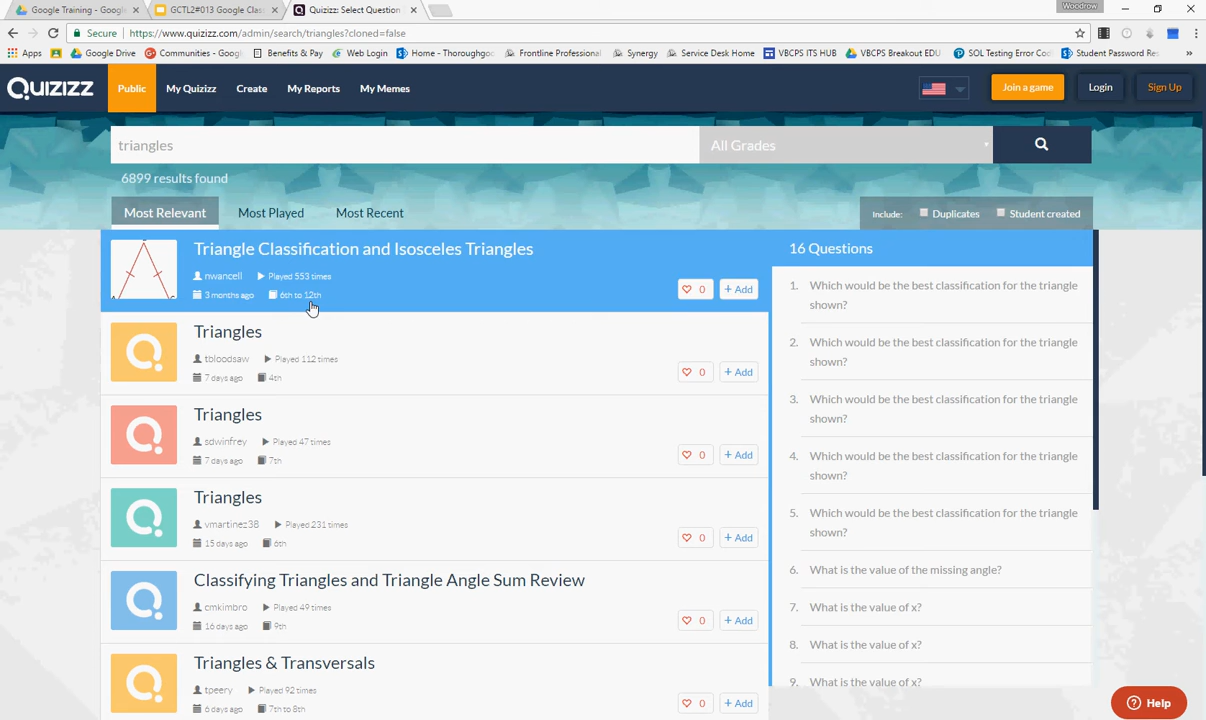 Woodrow
Google Training - Google
GCTL2#013 Google Clas
Quizizz: Select Question
Secure
https://www.quizizz.com/admin/search/triangles?cloned=false
Apps
Google Drive
Communities - Googl
Benefits & Pay
Web Login
Home - Thoroughgoo
Frontline Professional
Synergy
Service Desk Home
VBCPS ITS HUB
VBCPS Breakout EDU
SOL Testing Error Coc
Student Password Re
QUIZIZZ
Public
My Quizizz
Create
My Reports
My Memes
Join a game
Login
Sign Up
triangles
All Grades
6899 results found
Most Relevant
Most Played
Most Recent
Include:
Duplicates
Student created
Triangle Classification and Isosceles Triangles
nwancell
Played 553 times
3 months ago
6th to 12th
0
+ Add
Triangles
tbloodsaw
Played 112 times
7 days ago
4th
0
+ Add
Triangles
sdwinfrey
Played 47 times
7 days ago
7th
0
+ Add
Triangles
vmartinez38
Played 231 times
15 days ago
6th
0
+ Add
Classifying Triangles and Triangle Angle Sum Review
cmkimbro
Played 49 times
16 days ago
9th
0
+ Add
Triangles & Transversals
tpeery
Played 92 times
6 days ago
7th to 8th
0
+ Add
16 Questions
1. Which would be the best classification for the triangle
shown?
2. Which would be the best classification for the triangle
shown?
3. Which would be the best classification for the triangle
shown?
4. Which would be the best classification for the triangle
shown?
5. Which would be the best classification for the triangle
shown?
6. What is the value of the missing angle?
7. What is the value of x?
8. What is the value of x?
9. What is the value of x?
Help